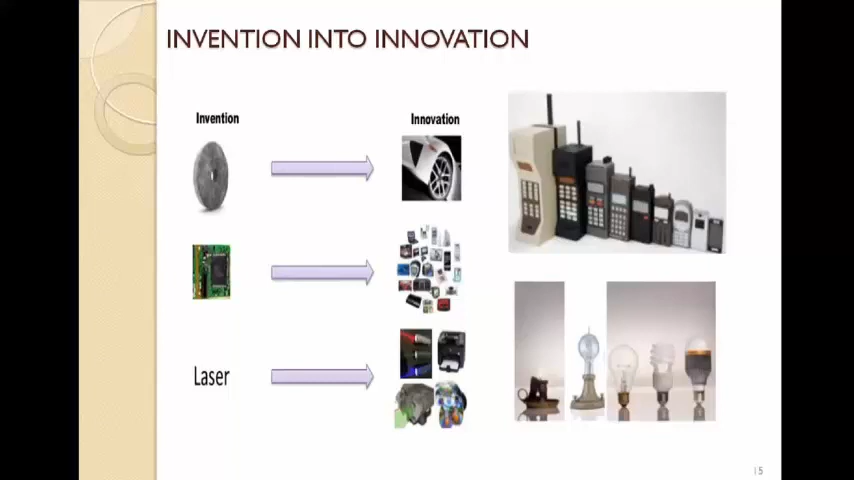 INVENTION INTO INNOVATION
Invention
Innovation
Laser
15